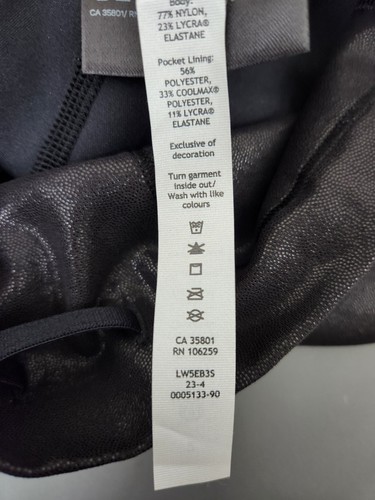 CA 35801/ RN
Body:
77% NYLON,
23% LYCRA®
ELASTANE
Pocket Lining:
56%
POLYESTER,
33% COOLMAX®
POLYESTER,
11% LYCRA®
ELASTANE
Exclusive of
decoration
Turn garment
inside out/
Wash with like
colours
CA 35801
RN 106259
LW5EB3S
23-4
0005133-90